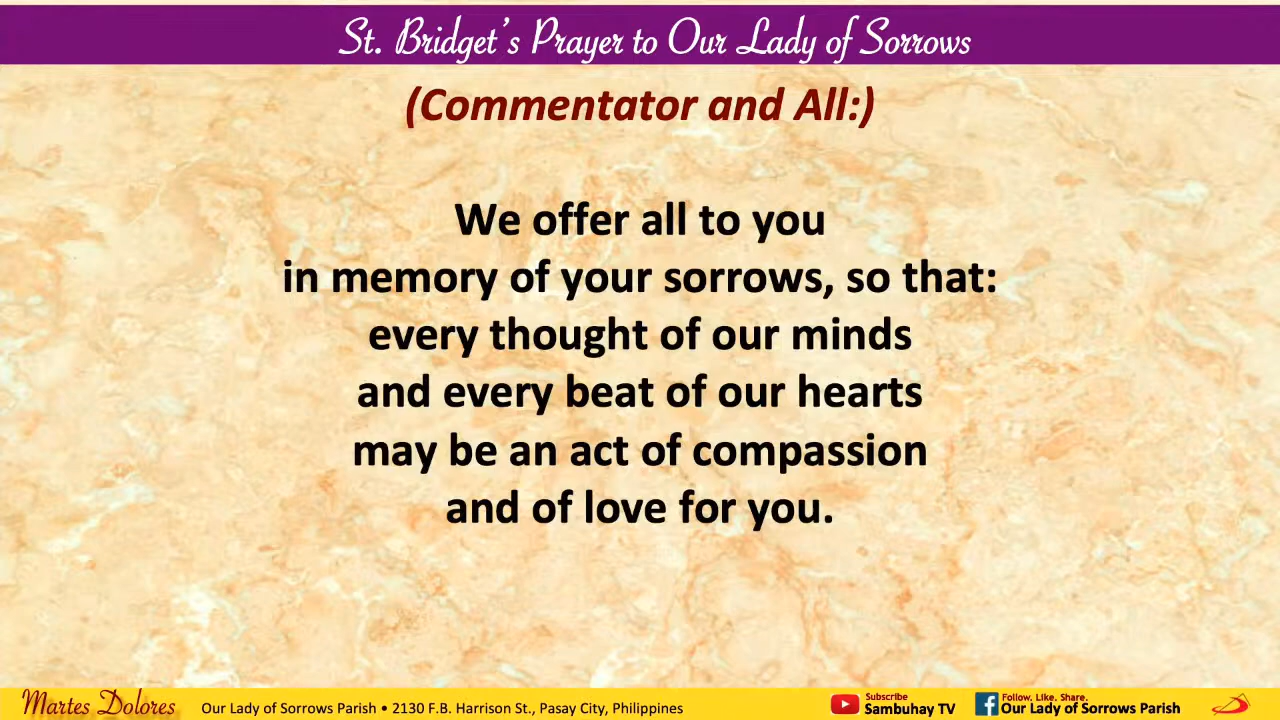 St. Bridget's Prayer to Our Lady of Sorrows
(Commentator and All:)
We offer all to you
in memory of your sorrows, so that:
every thought of our minds
and every beat of our hearts
may be an act of compassion
and of love for you.
Martes Dolores
Our Lady of Sorrows Parish • 2130 F.B. Harrison St., Pasay City, Philippines
Subscribe
Sambuhay TV
Follow. Like. Share.
Our Lady of Sorrows Parish